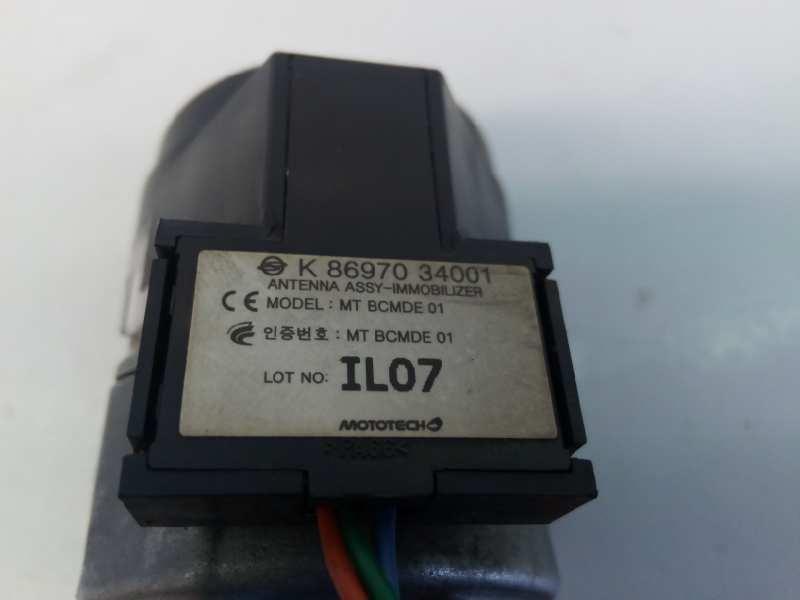 K 86970 34001
ANTENNA ASSY-IMMOBILIZER
CE MODEL : MT BCMDE 01
인증번호 : MT BCMDE 01
LOT NO: IL07
MOTOTECH